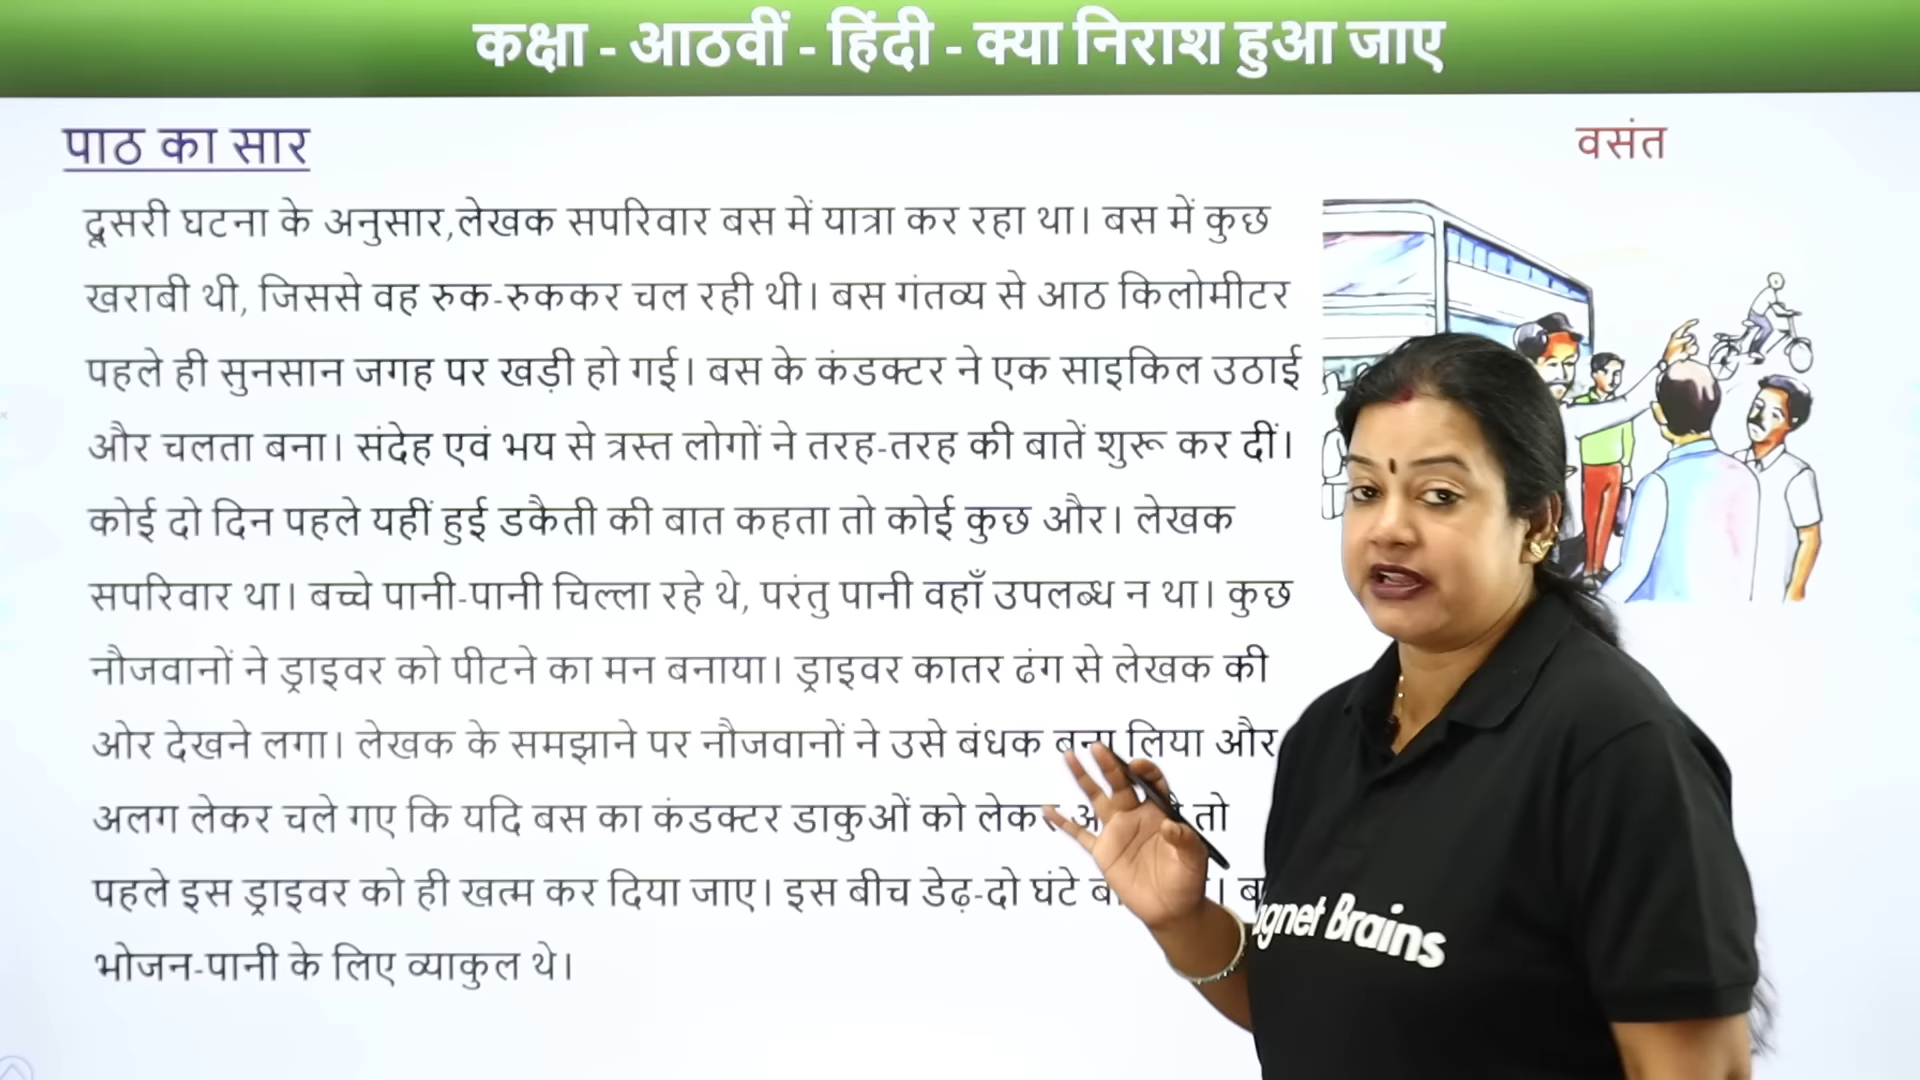 कक्षा - आठवीं - हिंदी - क्या निराश हुआ जाए
पाठ का सार
वसंत
दूसरी घटना के अनुसार,लेखक सपरिवार बस में यात्रा कर रहा था। बस में कुछ
खराबी थी, जिससे वह रुक-रुककर चल रही थी। बस गंतव्य से आठ किलोमीटर
पहले ही सुनसान जगह पर खड़ी हो गई। बस के कंडक्टर ने एक साइकिल उठाई
और चलता बना। संदेह एवं भय से त्रस्त लोगों ने तरह-तरह की बातें शुरू कर दीं।
कोई दो दिन पहले यहीं हुई डकैती की बात कहता तो कोई कुछ और। लेखक
सपरिवार था। बच्चे पानी-पानी चिल्ला रहे थे, परंतु पानी वहाँ उपलब्ध न था। कुछ
नौजवानों ने ड्राइवर को पीटने का मन बनाया। ड्राइवर कातर ढंग से लेखक की
ओर देखने लगा। लेखक के समझाने पर नौजवानों ने उसे बंधक बना लिया और
अलग लेकर चले गए कि यदि बस का कंडक्टर डाकुओं को लेकर तो
पहले इस ड्राइवर को ही खत्म कर दिया जाए। इस बीच डेढ़-दो घंटे
भोजन-पानी के लिए व्याकुल थे।
Brains